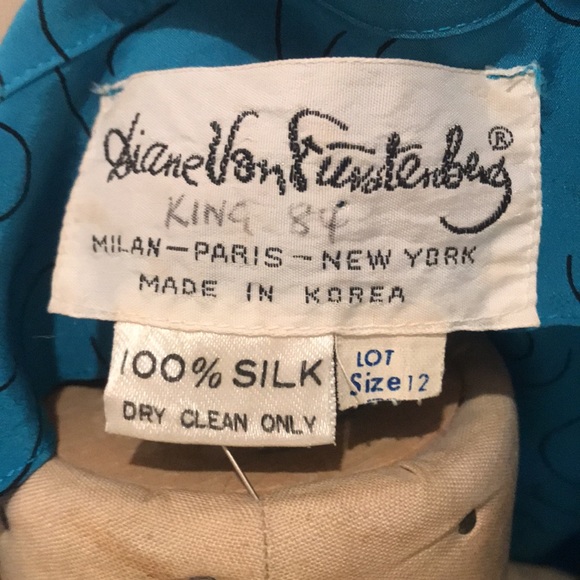 Diane Von Furstenberg ®
KING 84
MILAN — PARIS — NEW YORK
MADE IN KOREA
100% SILK
DRY CLEAN ONLY
LOT
Size 12